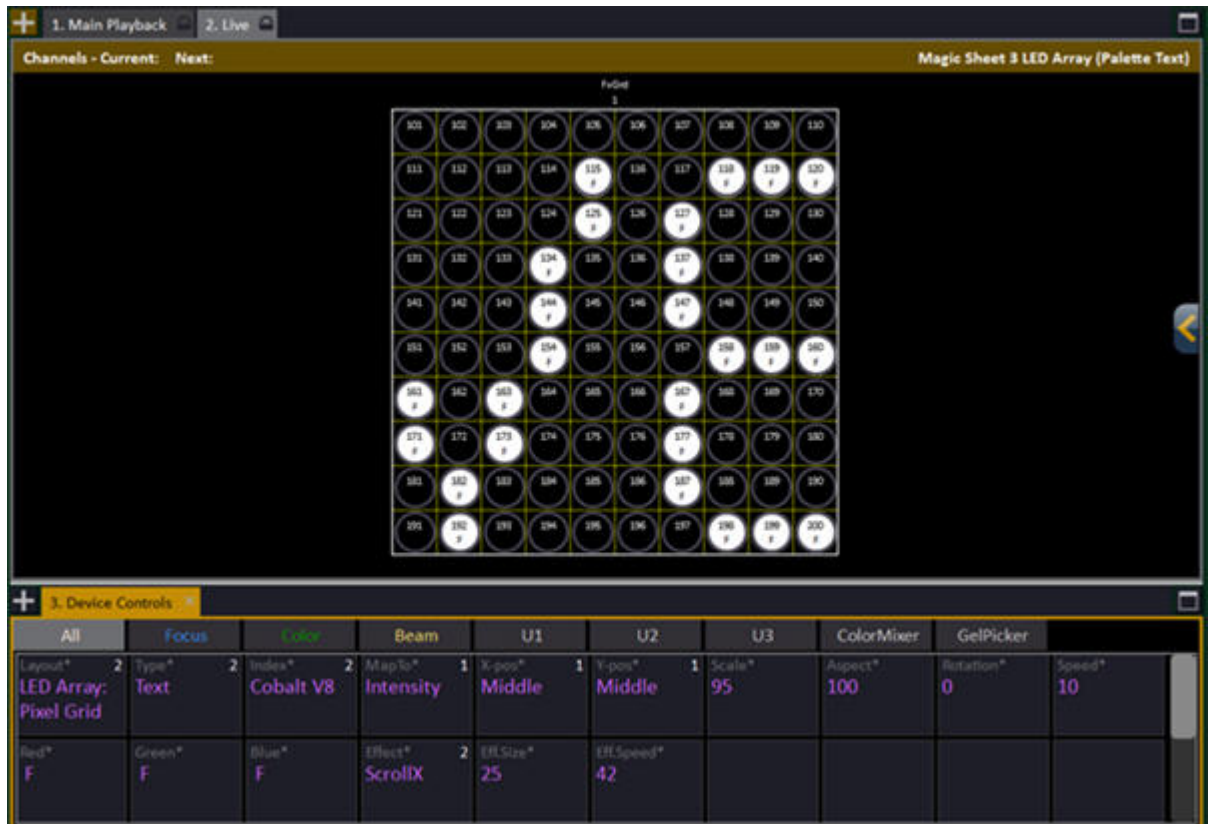 1. Main Playback 2. Live
Channels - Current: Next: Magic Sheet 3 LED Array (Palette Text)
FxGrid
1
101 102 103 104 105 106 107 108 109 110
111 112 113 114 115 116 117 118 119 120
F F F F
121 122 123 124 125 126 127 128 129 130
F F
131 132 133 134 135 136 137 138 139 140
F F
141 142 143 144 145 146 147 148 149 150
F F
151 152 153 154 155 156 157 158 159 160
F F F F
161 162 163 164 165 166 167 168 169 170
F F F
171 172 173 174 175 176 177 178 179 180
F F F
181 182 183 184 185 186 187 188 189 190
F F
191 192 193 194 195 196 197 198 199 200
F F F F
3. Device Controls
All Focus Color Beam U1 U2 U3 ColorMixer GelPicker
Layout* 2 Type* 2 Index* 2 MapTo* 1 X-pos* 1 Y-pos* 1 Scale* Aspect* Rotation* Speed*
LED Array: Text Cobalt V8 Intensity Middle Middle 95 100 0 10
Pixel Grid
Red* Green* Blue* Effect* 2 Eff.Size* Eff.Speed*
F F F ScrollX 25 42